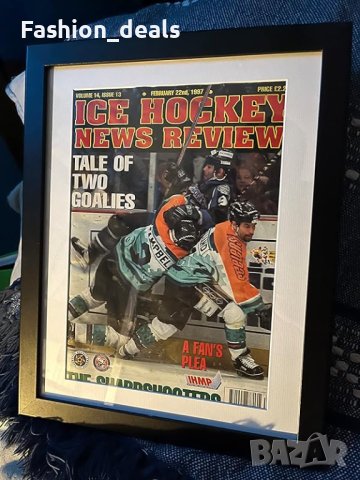 Fashion_deals
VOLUME 14, ISSUE 13 • FEBRUARY 22nd, 1997 • PRICE £2.2
ICE HOCKEY
NEWS REVIEW
TALE OF
TWO
GOALIES
CAMPBELL
A FAN'S
PLEA
IHMP
THE SHARPSHOOTERS
BAZAR